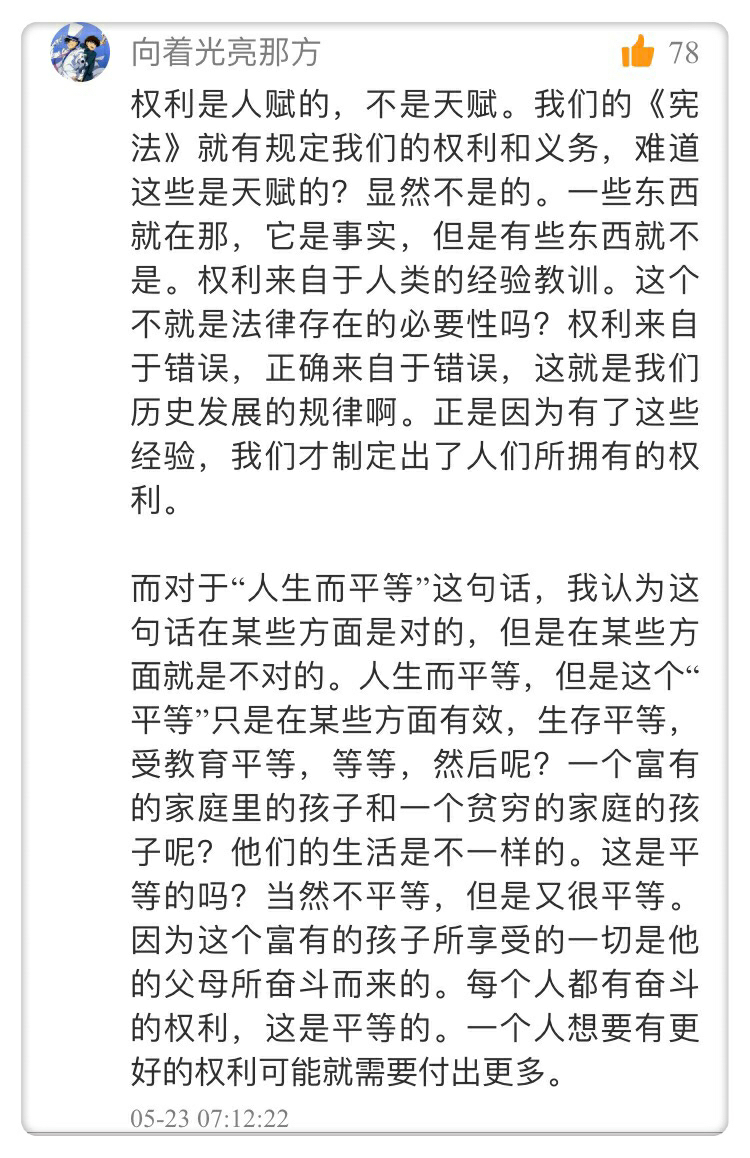 向着光亮那方
78
权利是人赋的，不是天赋。我们的《宪
法》就有规定我们的权利和义务，难道
这些是天赋的？显然不是的。一些东西
就在那，它是事实，但是有些东西就不
是。权利来自于人类的经验教训。这个
不就是法律存在的必要性吗？权利来自
于错误，正确来自于错误，这就是我们
历史发展的规律啊。正是因为有了这些
经验，我们才制定出了人们所拥有的权
利。
而对于“人生而平等”这句话，我认为这
句话在某些方面是对的，但是在某些方
面就是不对的。人生而平等，但是这个“
平等”只是在某些方面有效，生存平等，
受教育平等，等等，然后呢？一个富有
的家庭里的孩子和一个贫穷的家庭的孩
子呢？他们的生活是不一样的。这是平
等的吗？当然不平等，但是又很平等。
因为这个富有的孩子所享受的一切是他
的父母所奋斗而来的。每个人都有奋斗
的权利，这是平等的。一个人想要有更
好的权利可能就需要付出更多。
05-23 07:12:22